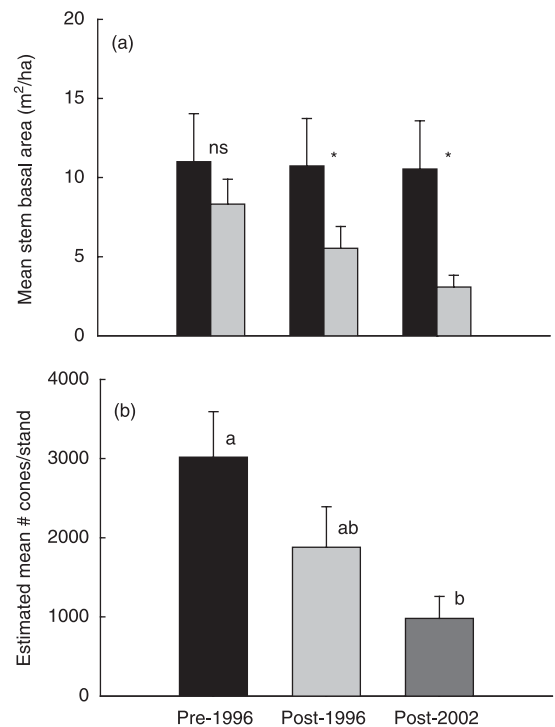 20
(a)
15
ns
*
*
10
5
0
Mean stem basal area (m²/ha)
4000
(b)
a
3000
ab
2000
b
1000
0
Estimated mean # cones/stand
Pre-1996 Post-1996 Post-2002